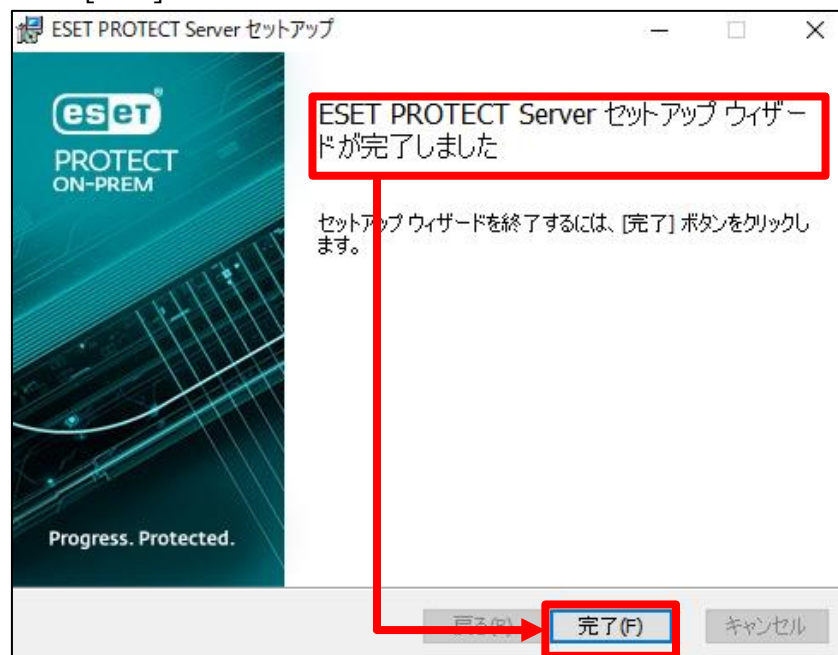 ESET PROTECT Server セットアップ
eset
PROTECT
ON-PREM
ESET PROTECT Server セットアップ ウィザー
ドが完了しました
セットアップ ウィザードを終了するには、[完了] ボタンをクリックし
ます。
Progress. Protected.
完了(F)
キャンセル